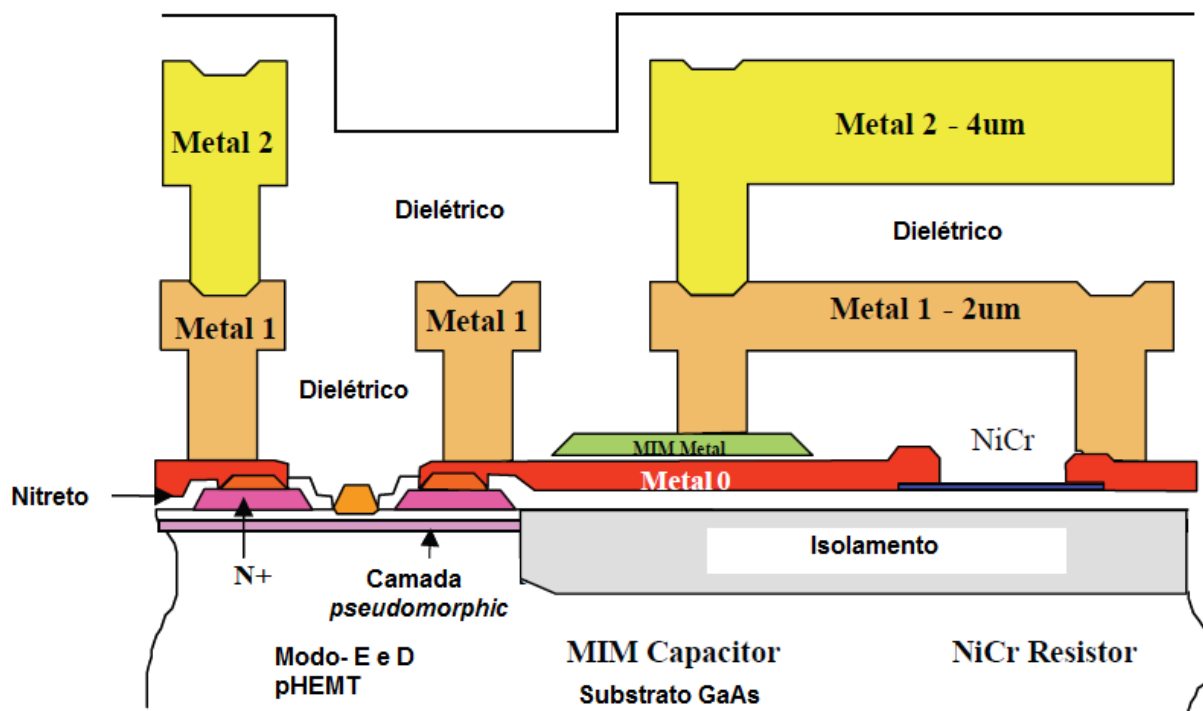 Metal 2
Metal 2 - 4um
Dielétrico
Dielétrico
Metal 1
Metal 1
Metal 1 - 2um
Dielétrico
NiCr
MIM Metal
Metal 0
Nitreto
N+
Camada
pseudomorphic
Isolamento
Modo- E e D
pHEMT
MIM Capacitor
NiCr Resistor
Substrato GaAs